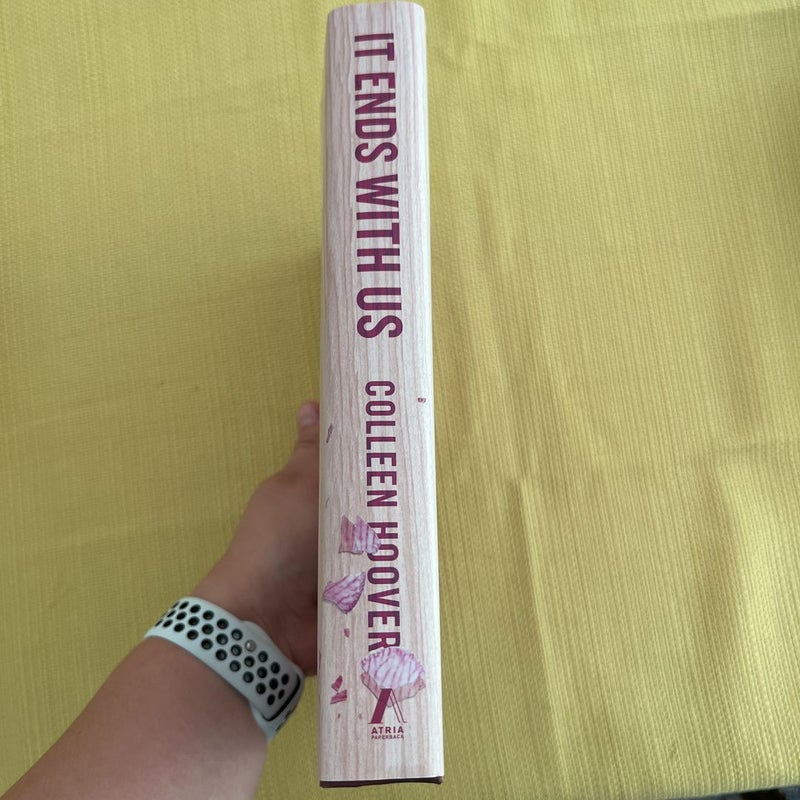 IT ENDS WITH US
COLLEEN HOOVER
ATRIA
PAPERBACK